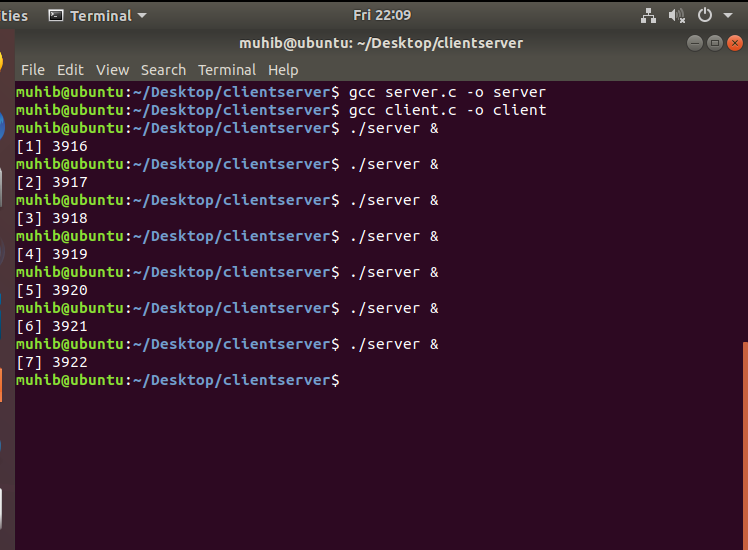 ities Terminal Fri 22:09
muhib@ubuntu: ~/Desktop/clientserver
File Edit View Search Terminal Help
muhib@ubuntu:~/Desktop/clientserver$ gcc server.c -o server
muhib@ubuntu:~/Desktop/clientserver$ gcc client.c -o client
muhib@ubuntu:~/Desktop/clientserver$ ./server &
[1] 3916
muhib@ubuntu:~/Desktop/clientserver$ ./server &
[2] 3917
muhib@ubuntu:~/Desktop/clientserver$ ./server &
[3] 3918
muhib@ubuntu:~/Desktop/clientserver$ ./server &
[4] 3919
muhib@ubuntu:~/Desktop/clientserver$ ./server &
[5] 3920
muhib@ubuntu:~/Desktop/clientserver$ ./server &
[6] 3921
muhib@ubuntu:~/Desktop/clientserver$ ./server &
[7] 3922
muhib@ubuntu:~/Desktop/clientserver$